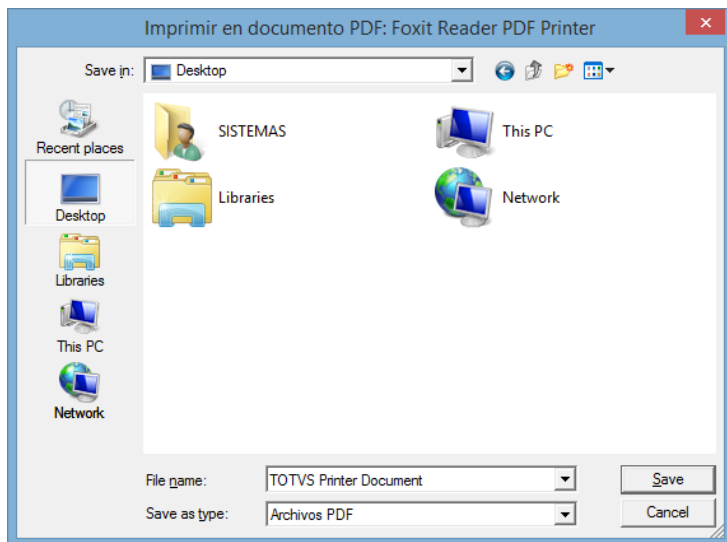 Imprimir en documento PDF: Foxit Reader PDF Printer
Save in:
Desktop
Recent places
Desktop
Libraries
This PC
Network
SISTEMAS
This PC
Libraries
Network
File name:
TOTVS Printer Document
Save
Save as type:
Archivos PDF
Cancel